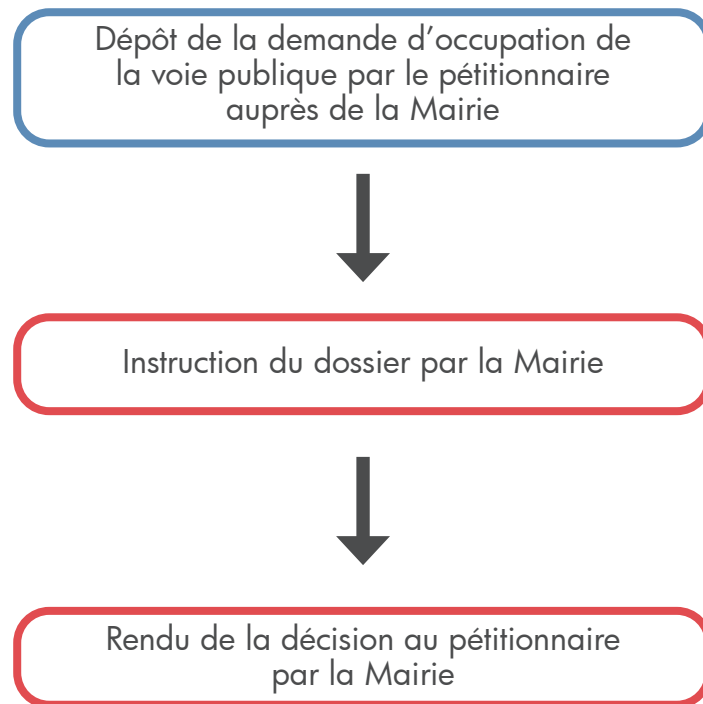 Dépôt de la demande d’occupation de
la voie publique par le pétitionnaire
auprès de la Mairie
Instruction du dossier par la Mairie
Rendu de la décision au pétitionnaire
par la Mairie